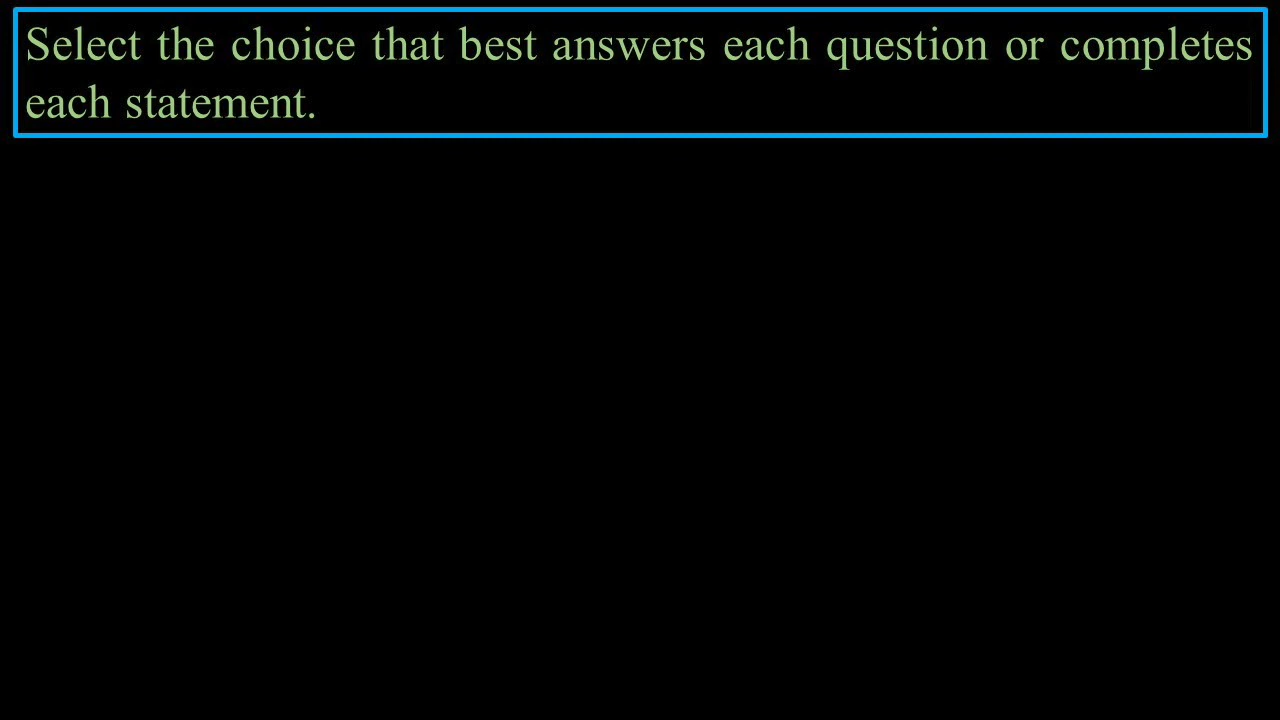 Select the choice that best answers each question or completes
each statement.